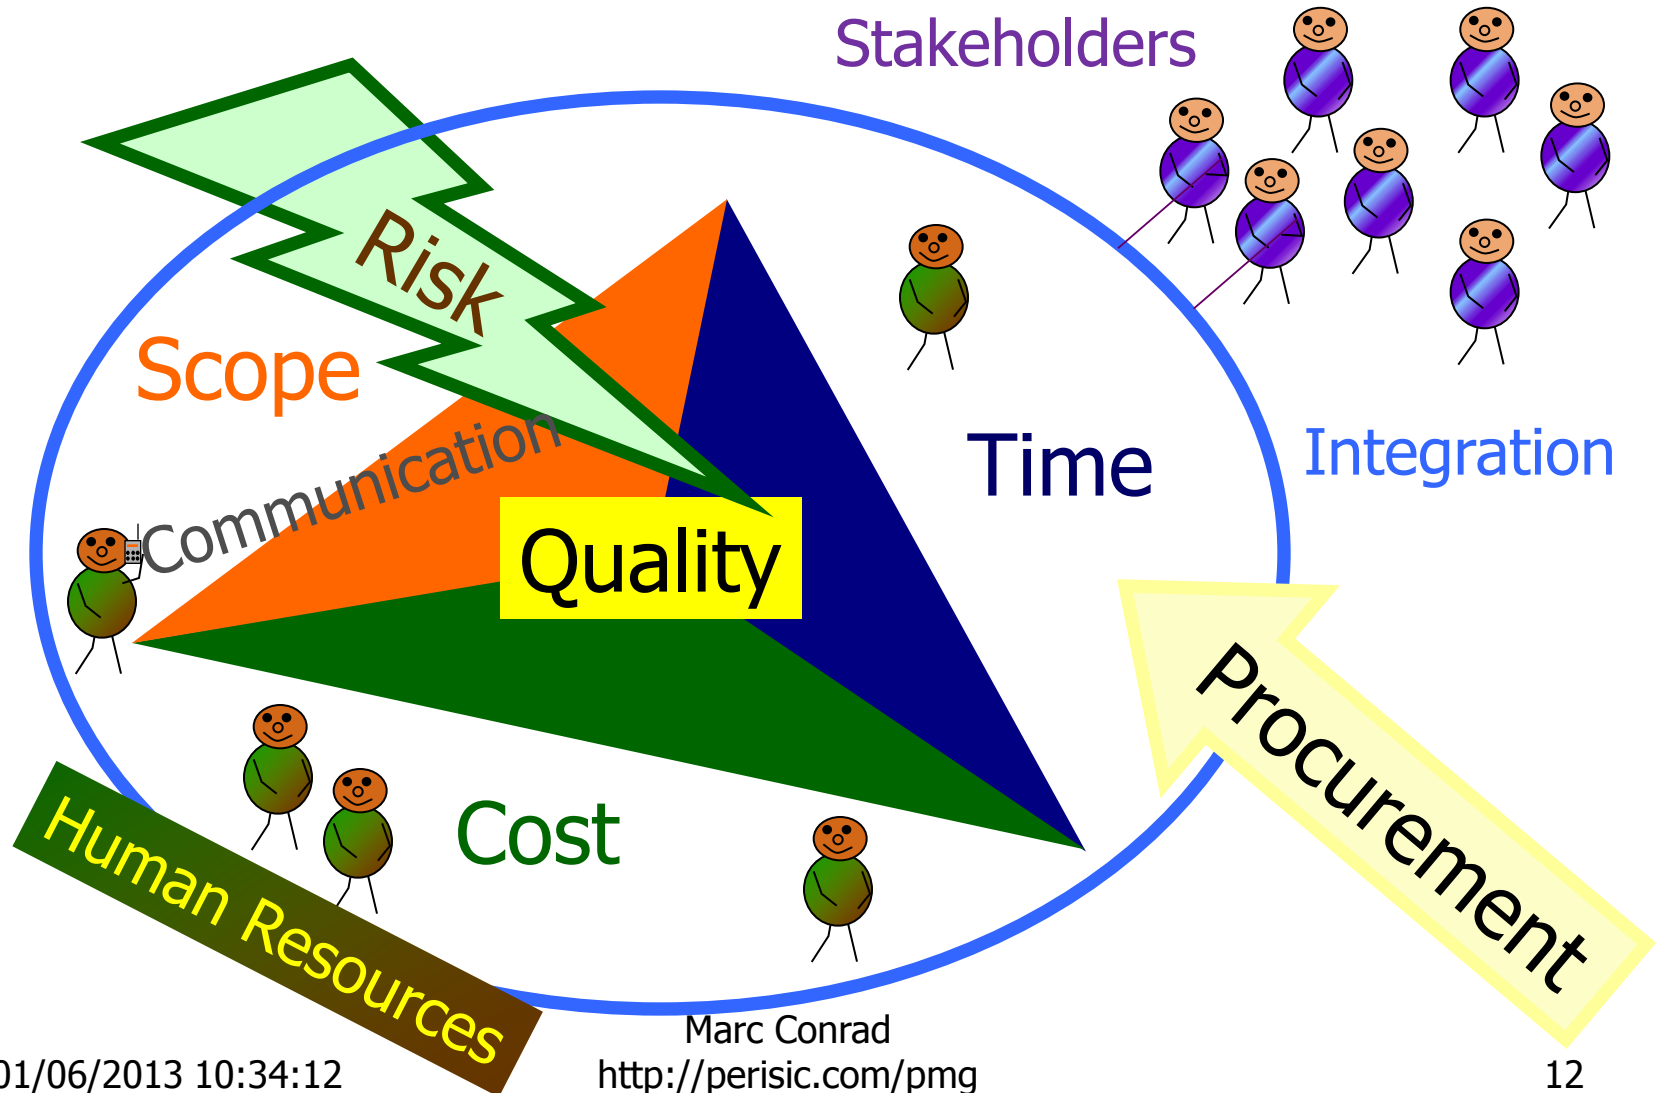 Stakeholders
Risk
Scope
Communication
Time
Integration
Quality
Procurement
Cost
Human Resources
Marc Conrad
01/06/2013 10:34:12
http://perisic.com/pmg
12